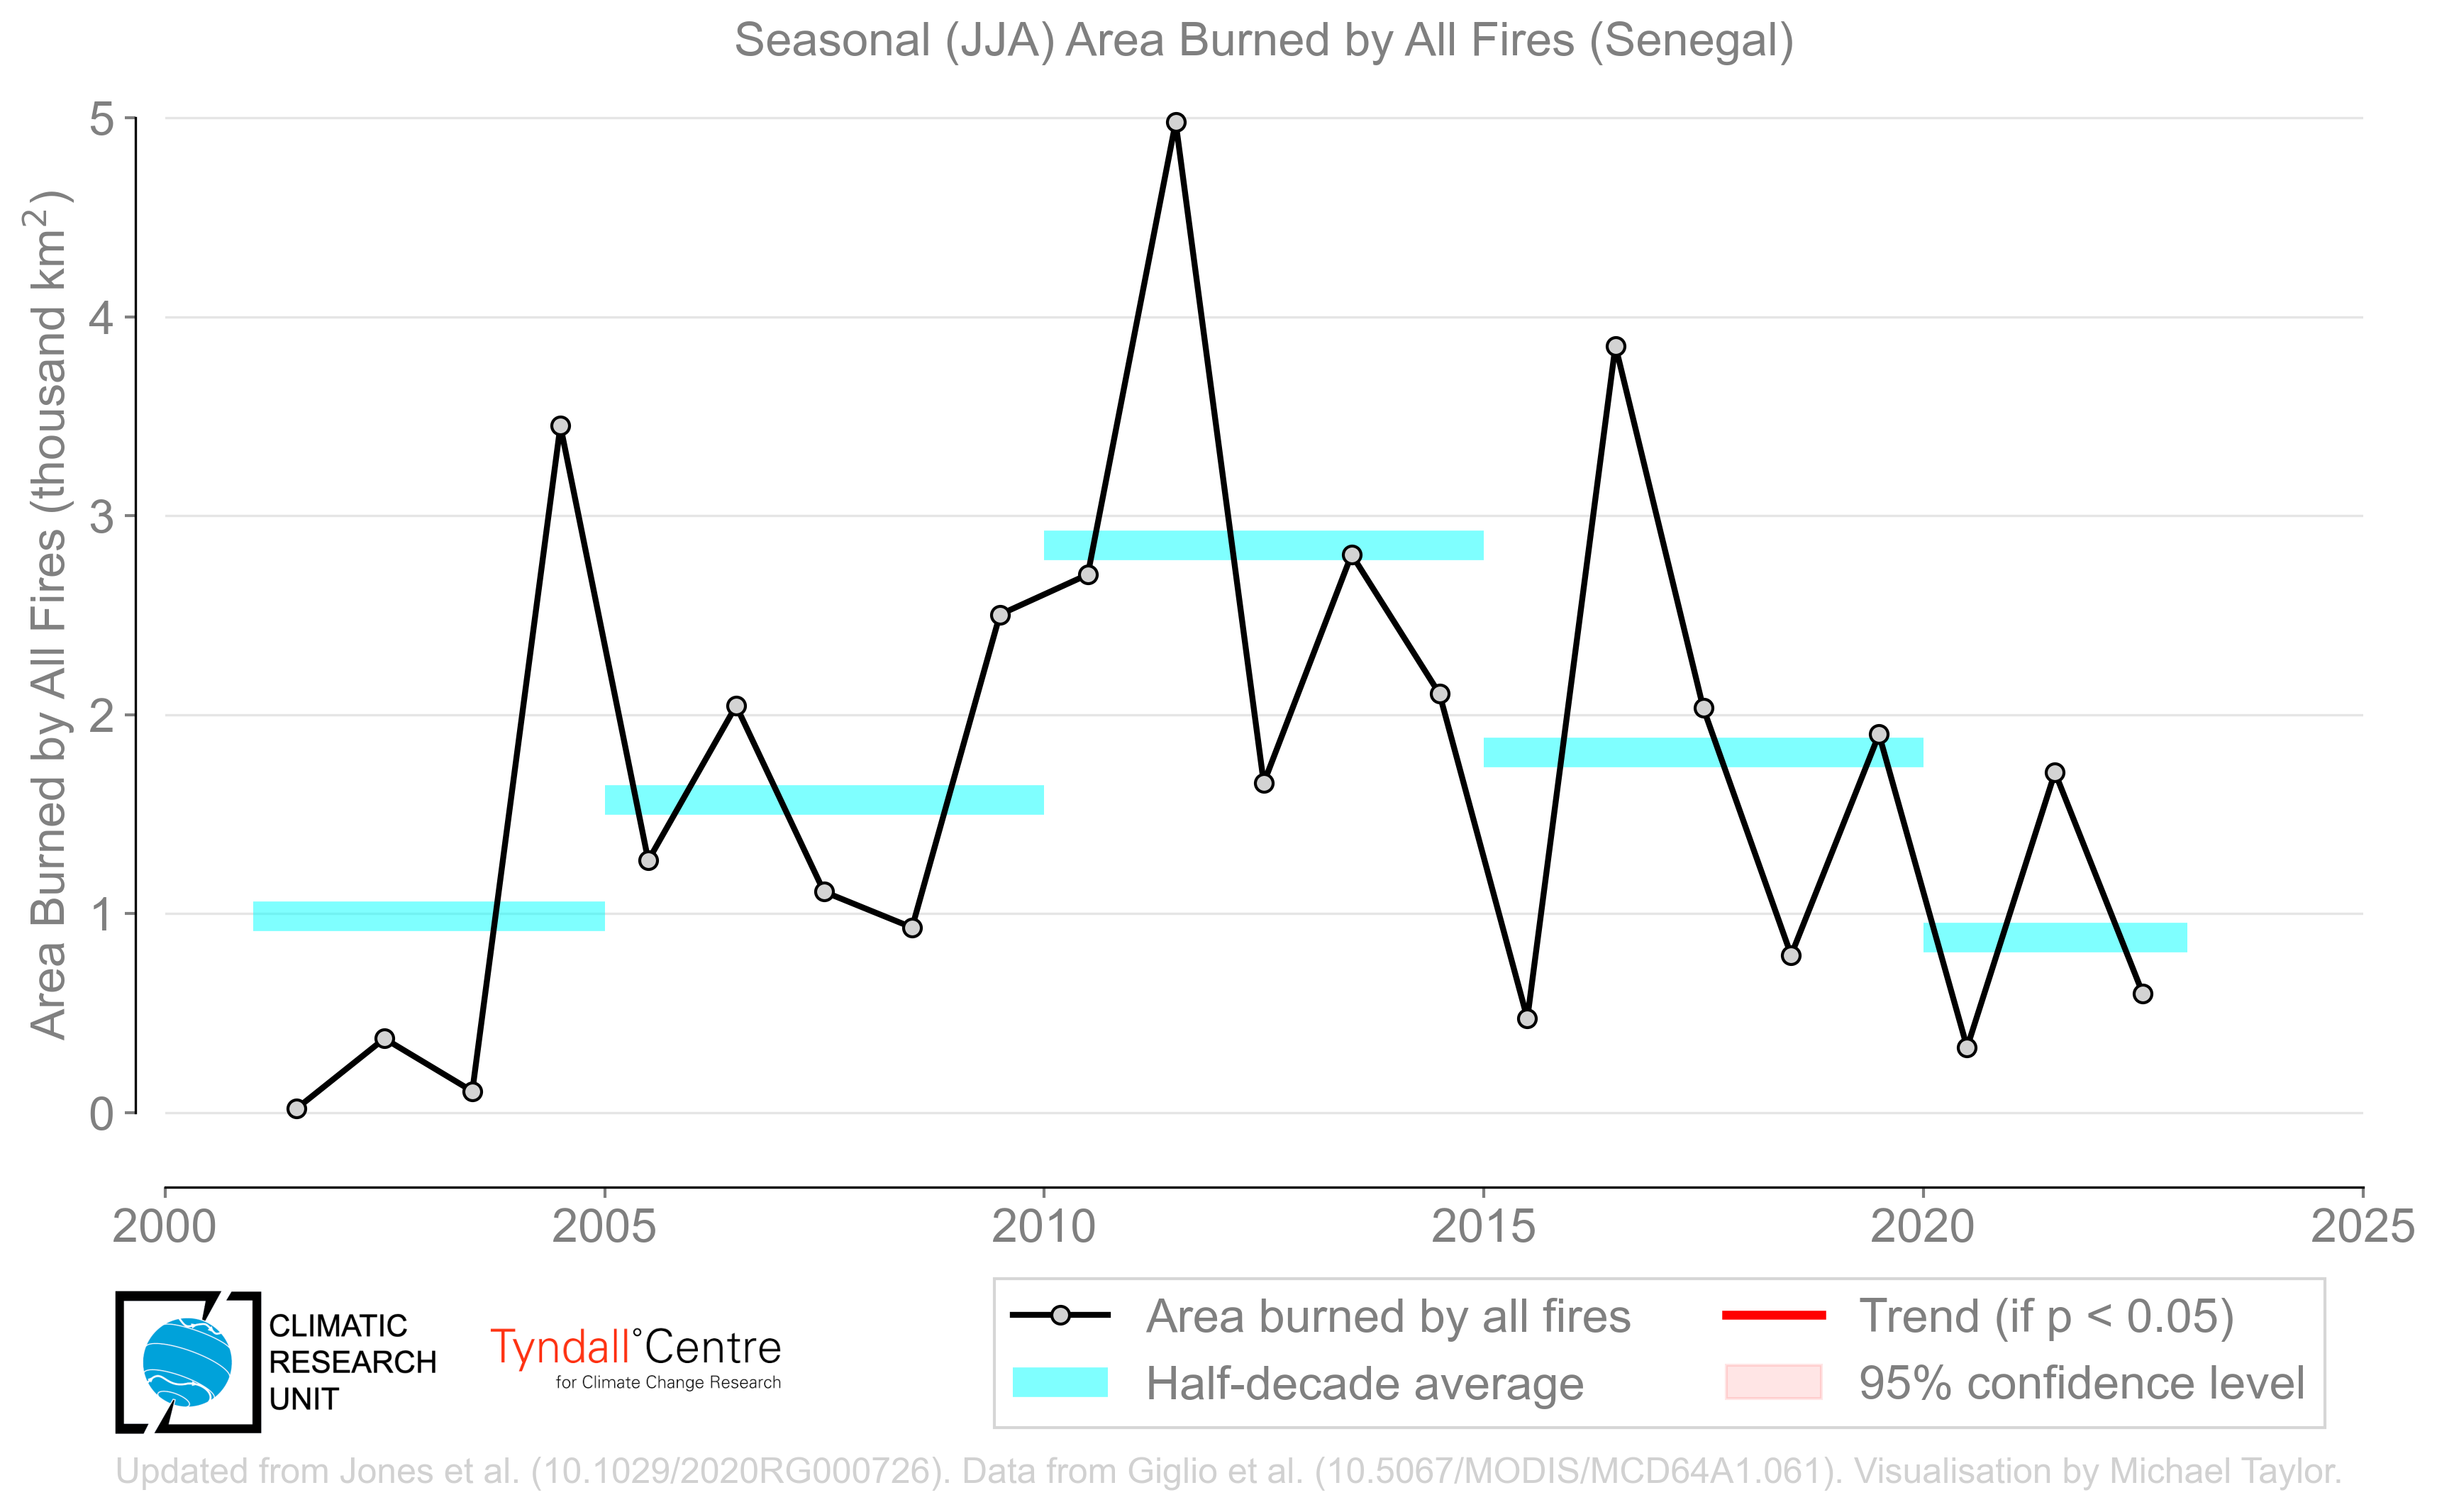 Seasonal (JJA) Area Burned by All Fires (Senegal)
Area Burned by All Fires (thousand km²)
5
4
3
2
1
0
2000 2005 2010 2015 2020 2025
CLIMATIC
RESEARCH
UNIT
Tyndall°Centre
for Climate Change Research
Area burned by all fires
Half-decade average
Trend (if p < 0.05)
95% confidence level
Updated from Jones et al. (10.1029/2020RG000726). Data from Giglio et al. (10.5067/MODIS/MCD64A1.061). Visualisation by Michael Taylor.